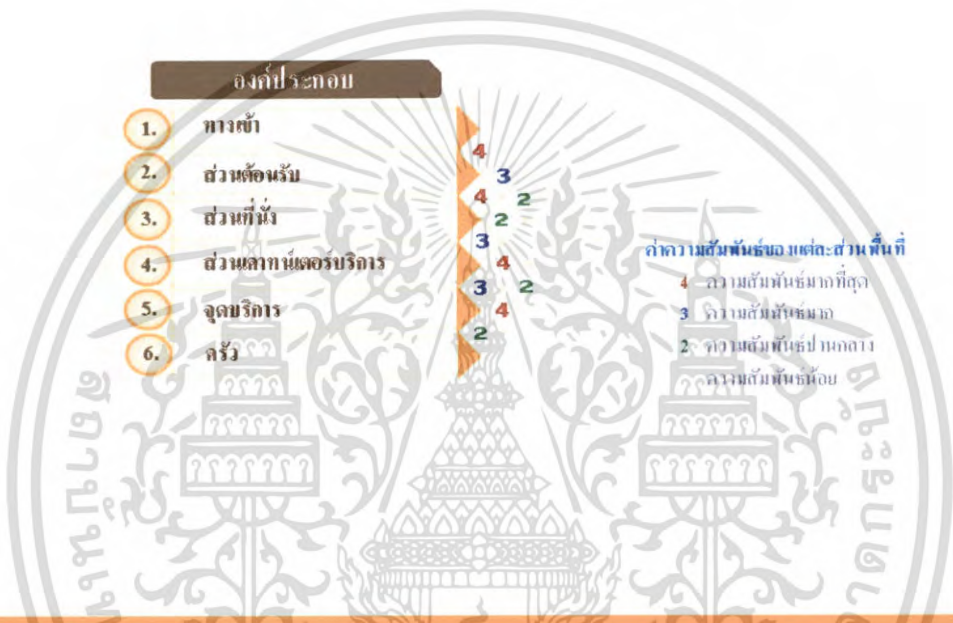 องค์ประกอบ
1. ทางเข้า
4
2. ส่วนต้อนรับ
3
4 2
3. ส่วนที่นั่ง
2
3
4. ส่วนเคาทน์เตอร์บริการ
4
3 2
5. จุดบริการ
4
2
6. ครัว
ค่าความสัมพันธ์ของแต่ละส่วนพื้นที่
4 ความสัมพันธ์มากที่สุด
3 ความสัมพันธ์มาก
2 ความสัมพันธ์ปานกลาง
ความสัมพันธ์น้อย